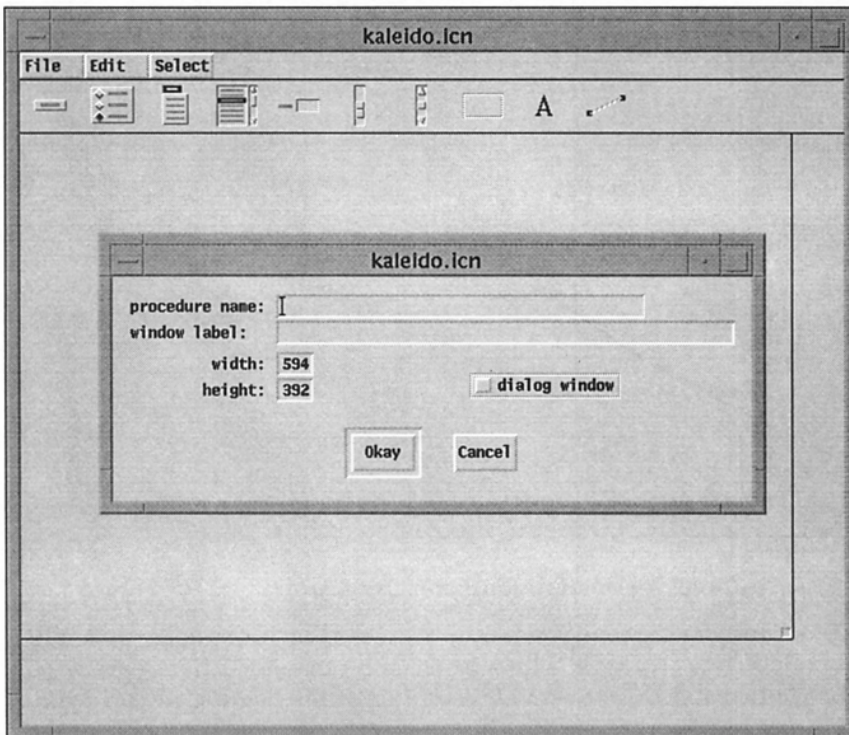 kaleido.icn
File Edit Select
A
kaleido.icn
procedure name:
window label:
width: 594
height: 392
dialog window
Okay Cancel